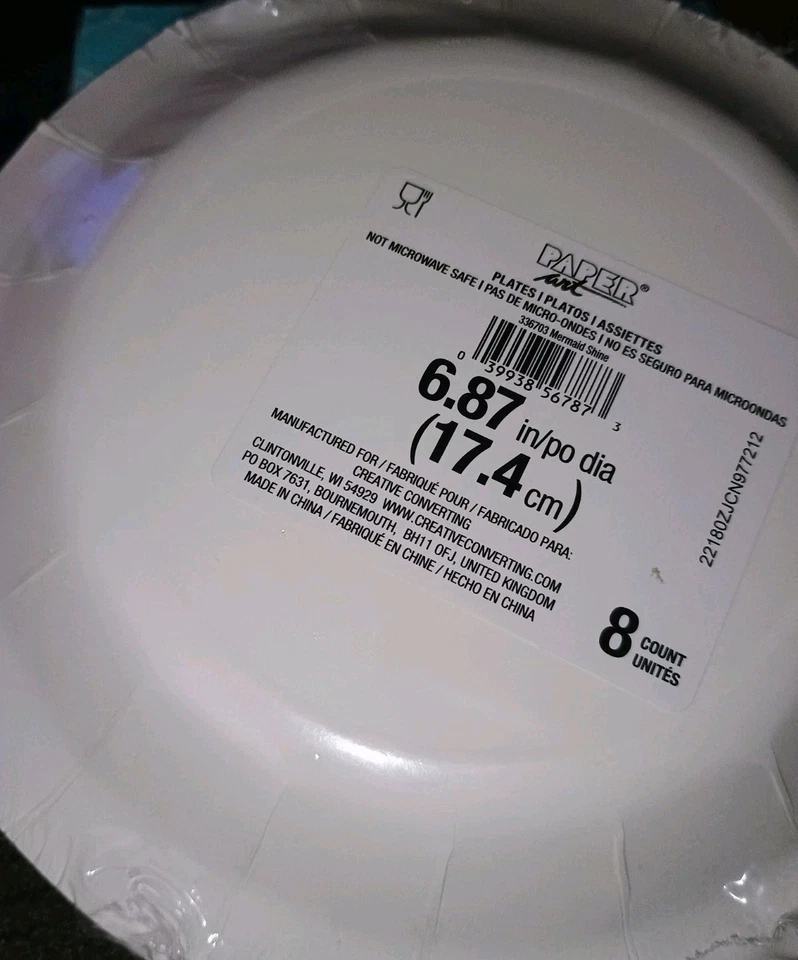 PAPER
art®
PLATES | PLATOS | ASSIETTES
NOT MICROWAVE SAFE | PAS DE MICRO-ONDES | NO ES SEGURO PARA MICROONDAS
336703 Mermaid Shine
0 39938 56787 3
6.87 in/po dia
(17.4 cm)
MANUFACTURED FOR / FABRIQUÉ POUR / FABRICADO PARA:
CREATIVE CONVERTING
CLINTONVILLE, WI 54929 WWW.CREATIVECONVERTING.COM
PO BOX 7631, BOURNEMOUTH, BH11 OFJ, UNITED KINGDOM
MADE IN CHINA / FABRIQUÉ EN CHINE / HECHO EN CHINA
22180ZJCN977212
8 COUNT
UNITÉS